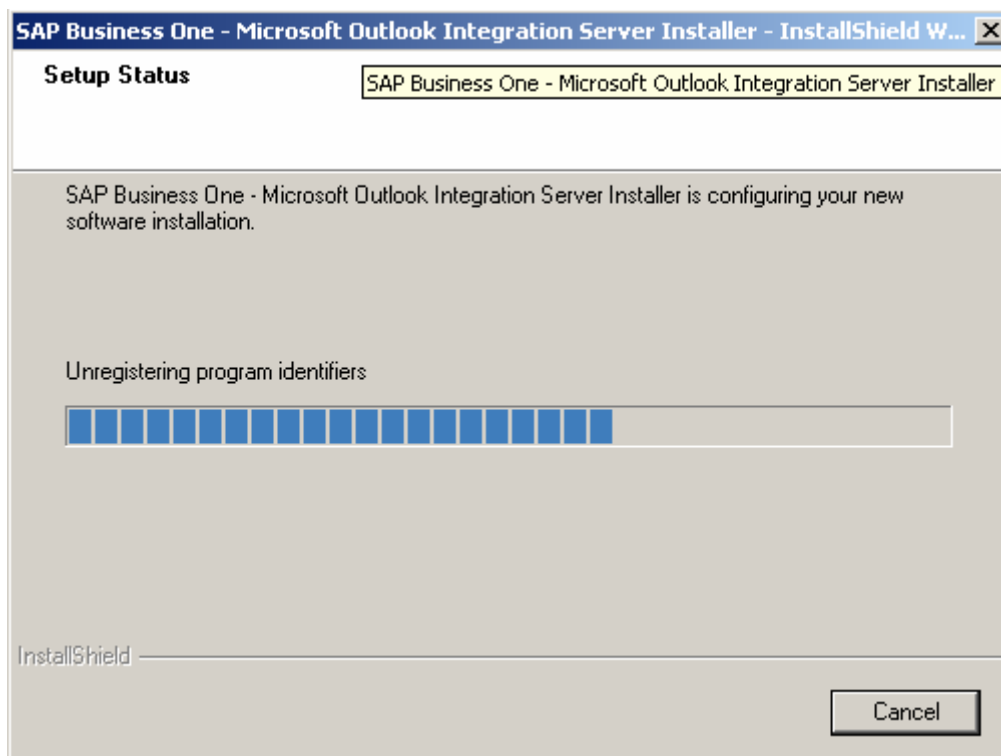 SAP Business One - Microsoft Outlook Integration Server Installer - InstallShield W...
Setup Status
SAP Business One - Microsoft Outlook Integration Server Installer
SAP Business One - Microsoft Outlook Integration Server Installer is configuring your new
software installation.
Unregistering program identifiers
InstallShield
Cancel